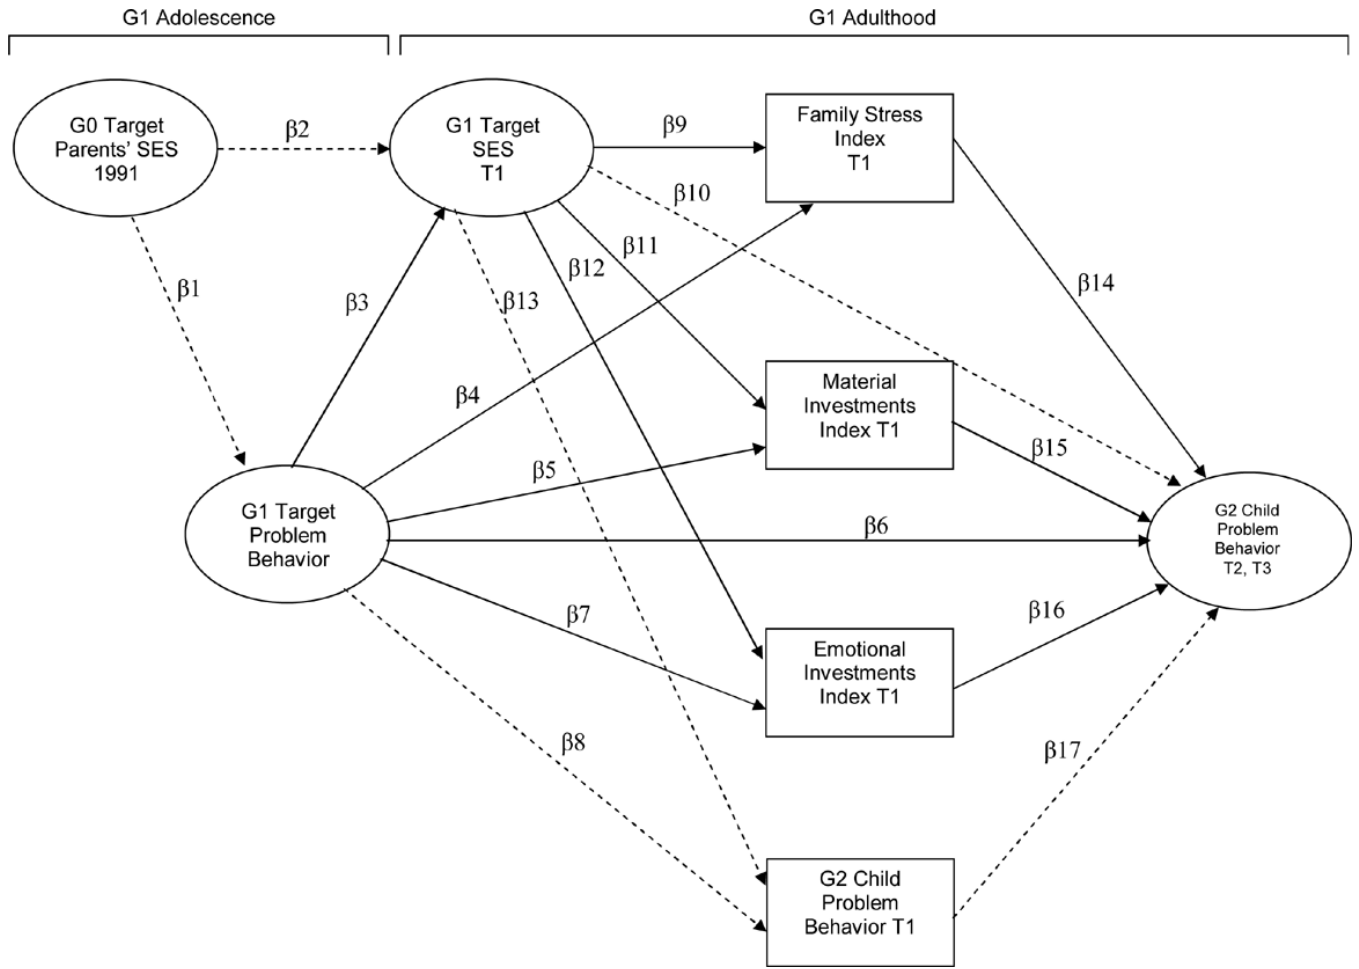 G1 Adolescence
G1 Adulthood
G0 Target
Parents' SES
1991
β2
G1 Target
SES
T1
β9
Family Stress
Index
T1
β10
β11
β12
β13
β14
β1
β3
β4
Material
Investments
Index T1
β15
β5
G1 Target
Problem
Behavior
β6
G2 Child
Problem
Behavior
T2, T3
β7
Emotional
Investments
Index T1
β16
β8
β17
G2 Child
Problem
Behavior T1